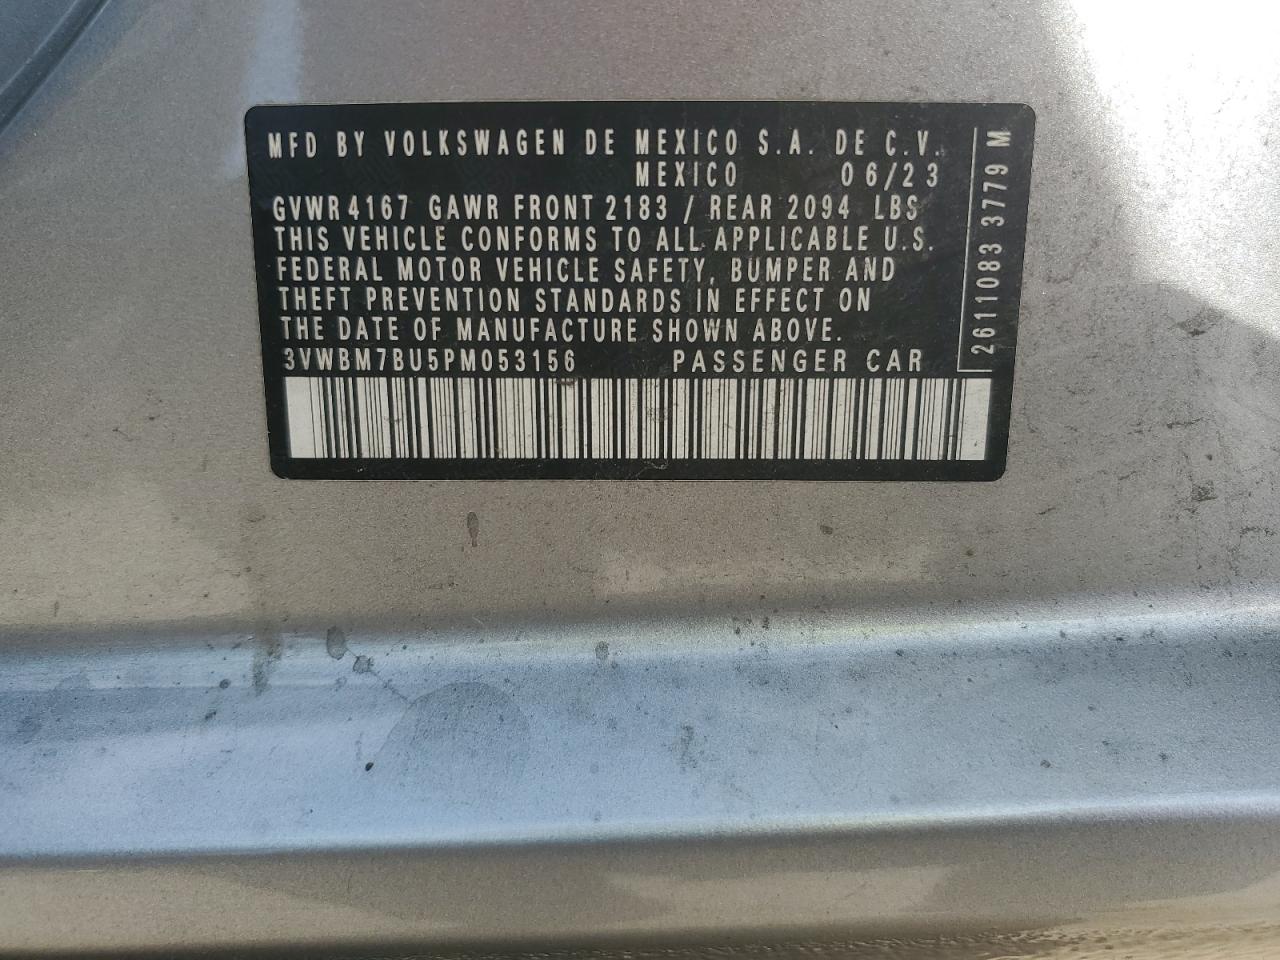 MFD BY VOLKSWAGEN DE MEXICO S.A. DE C.V.
MEXICO 06/23
GVWR 4167 GAWR FRONT 2183 / REAR 2094 LBS
THIS VEHICLE CONFORMS TO ALL APPLICABLE U.S.
FEDERAL MOTOR VEHICLE SAFETY, BUMPER AND
THEFT PREVENTION STANDARDS IN EFFECT ON
THE DATE OF MANUFACTURE SHOWN ABOVE.
3VWBM7BU5PM053156 PASSENGER CAR
2611083 3779 M